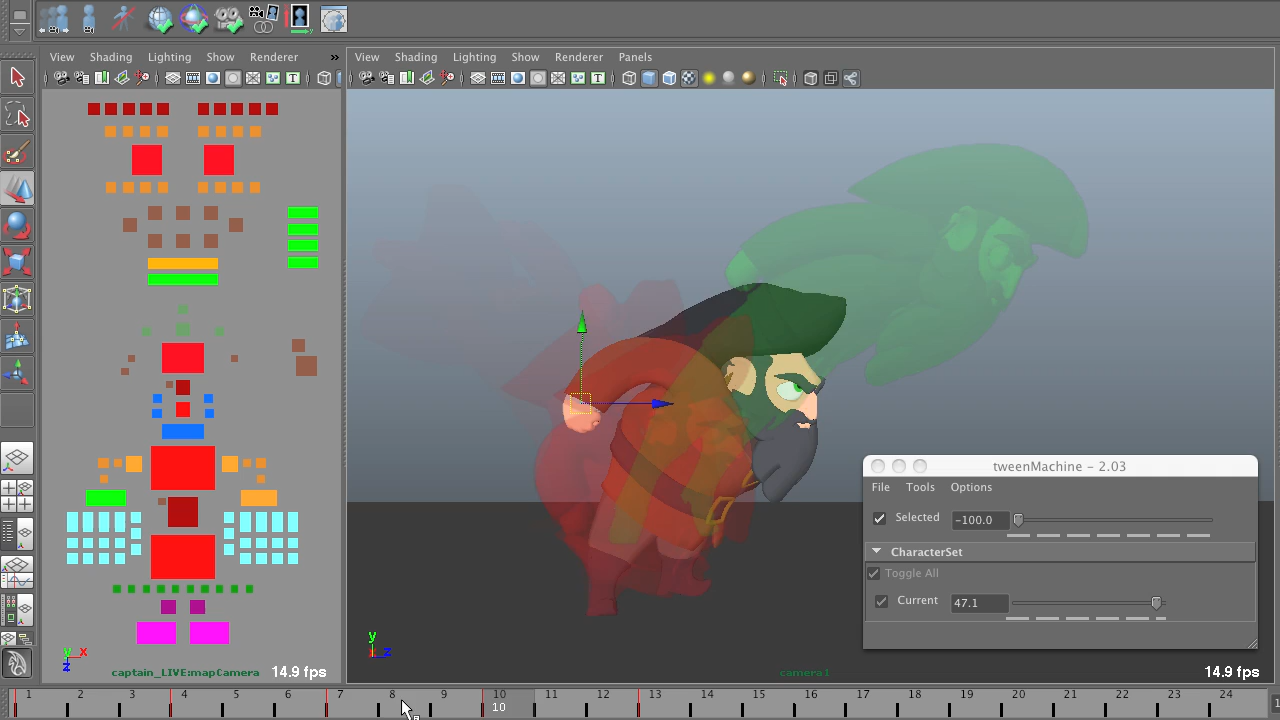 View Shading Lighting Show Renderer »
View Shading Lighting Show Renderer Panels
T
T
tweenMachine – 2.03
File Tools Options
Selected -100.0
CharacterSet
Toggle All
Current 47.1
y x
z
captain_LIVE:mapCamera
14.9 fps
y
x z
camera1
14.9 fps
1 2 3 4 5 6 7 8 9 10 11 12 13 14 15 16 17 18 19 20 21 22 23 24
10